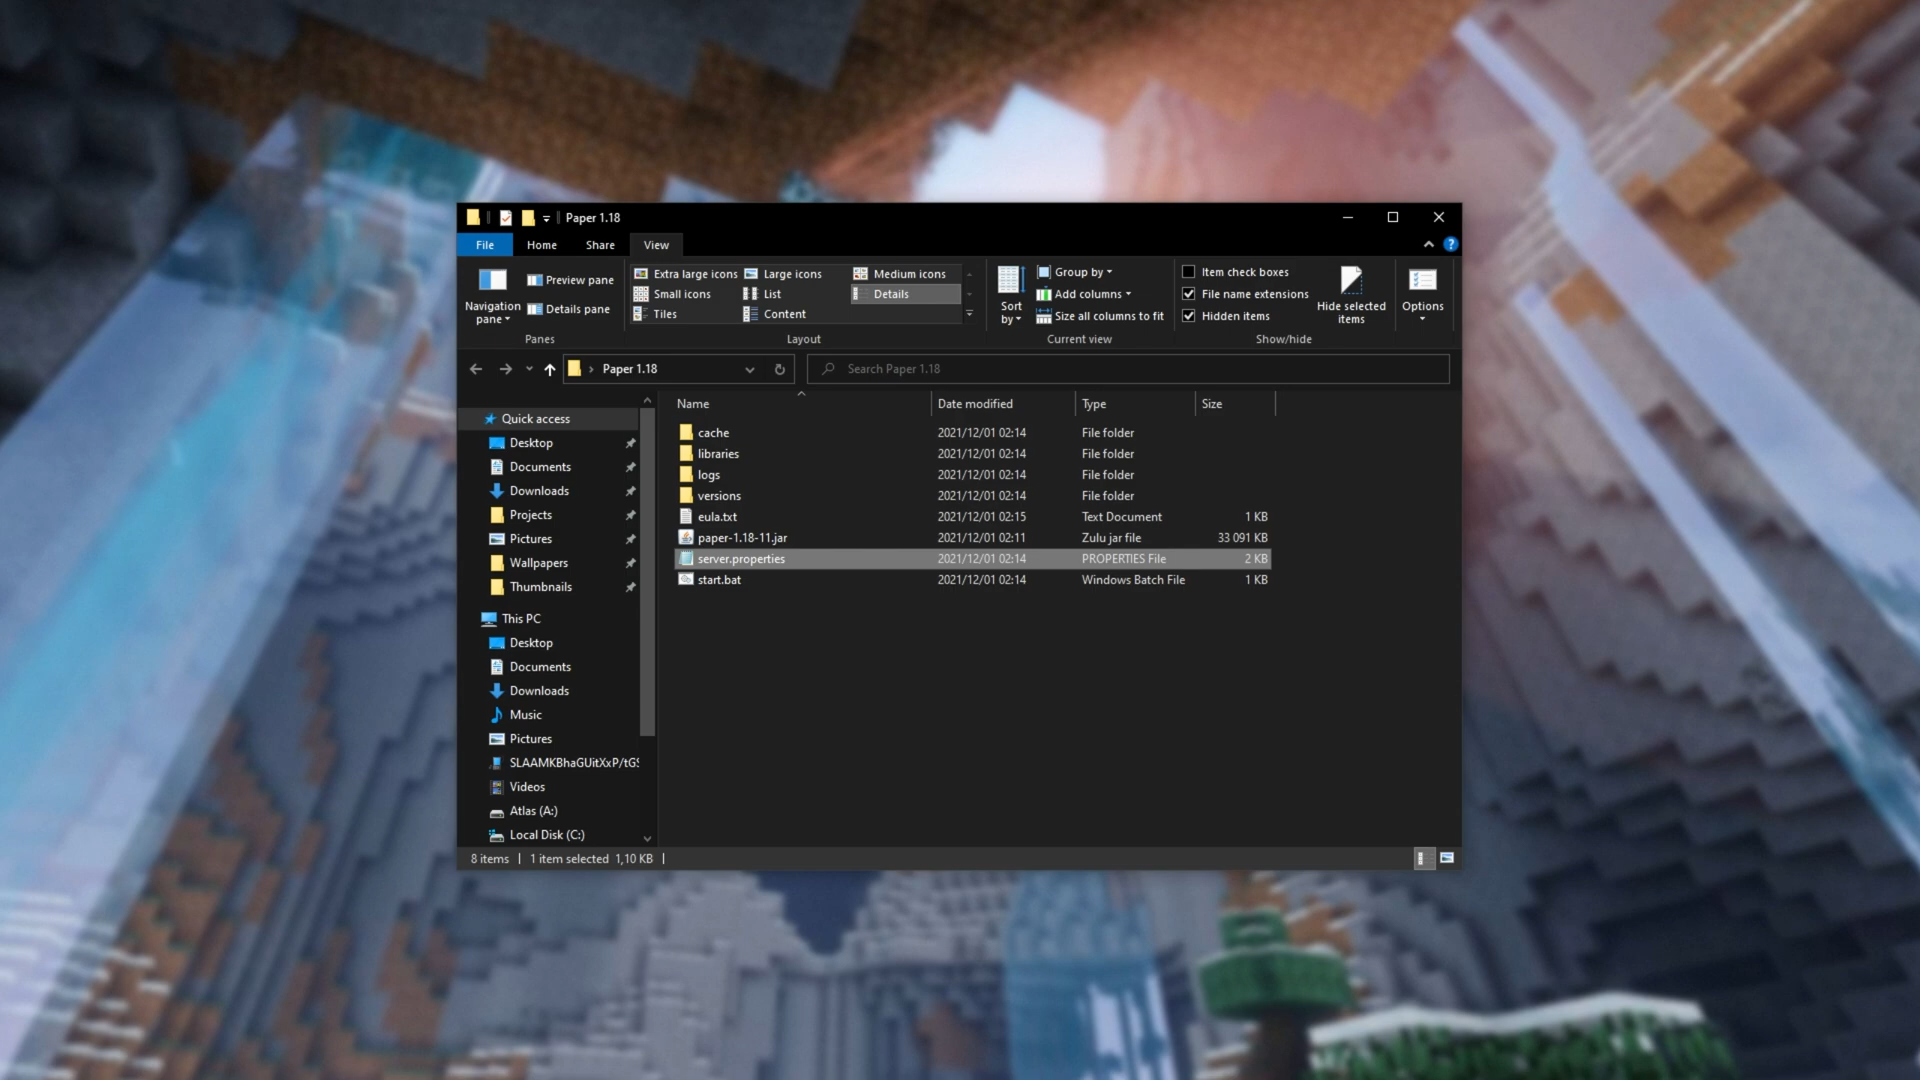 Paper 1.18
File Home Share View
Navigation pane
Preview pane
Details pane
Panes
Extra large icons Large icons Medium icons
Small icons List Details
Tiles Content
Layout
Sort by
Group by
Add columns
Size all columns to fit
Current view
Item check boxes
File name extensions
Hidden items
Hide selected items
Show/hide
Options
Paper 1.18
Search Paper 1.18
Quick access
Desktop
Documents
Downloads
Projects
Pictures
Wallpapers
Thumbnails
This PC
Desktop
Documents
Downloads
Music
Pictures
SLAAMKBhaGUitXxP/tGS
Videos
Atlas (A:)
Local Disk (C:)
Name Date modified Type Size
cache 2021/12/01 02:14 File folder
libraries 2021/12/01 02:14 File folder
logs 2021/12/01 02:14 File folder
versions 2021/12/01 02:14 File folder
eula.txt 2021/12/01 02:15 Text Document 1 KB
paper-1.18-11.jar 2021/12/01 02:11 Zulu jar file 33 091 KB
server.properties 2021/12/01 02:14 PROPERTIES File 2 KB
start.bat 2021/12/01 02:14 Windows Batch File 1 KB
8 items 1 item selected 1,10 KB